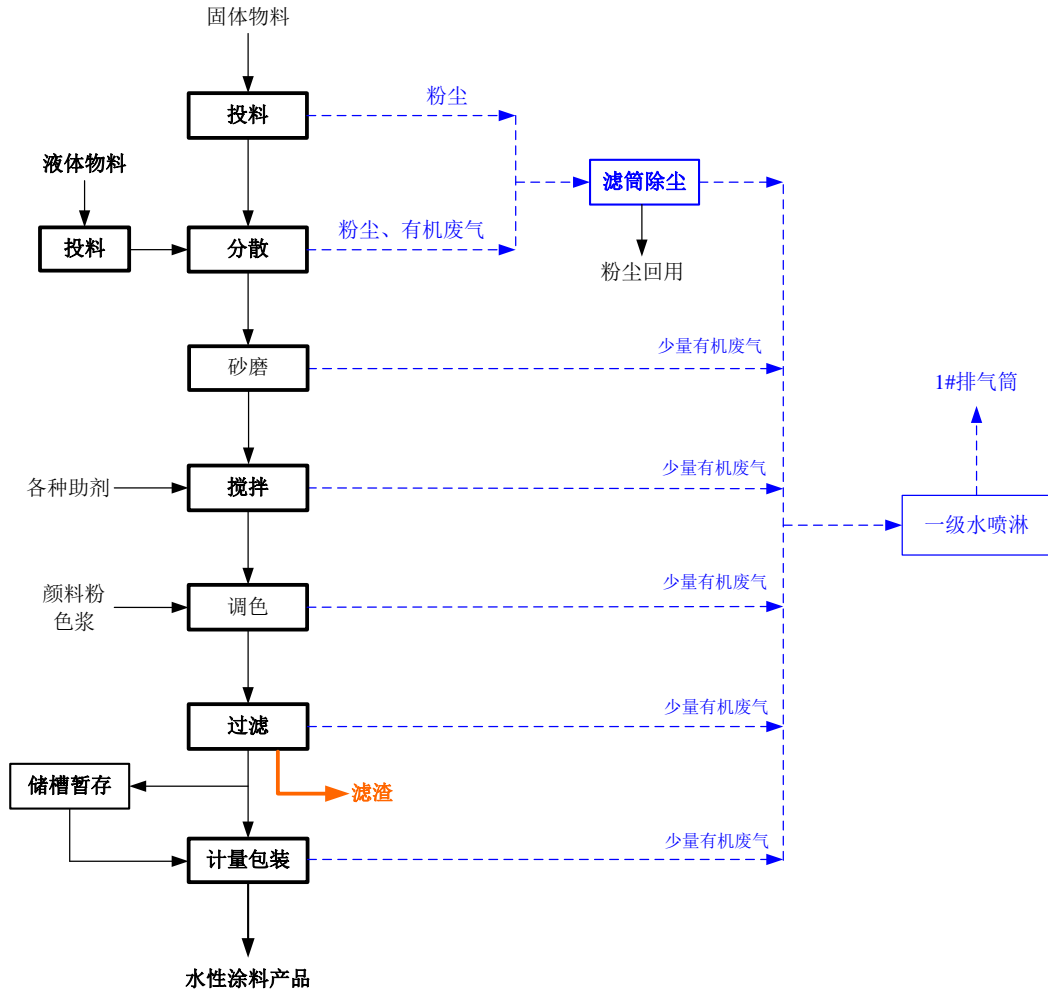 固体物料
投料
粉尘
液体物料
滤筒除尘
投料
分散
粉尘、有机废气
粉尘回用
砂磨
少量有机废气
1#排气筒
各种助剂
搅拌
少量有机废气
一级水喷淋
颜料粉
色浆
调色
少量有机废气
过滤
少量有机废气
储槽暂存
滤渣
计量包装
少量有机废气
水性涂料产品